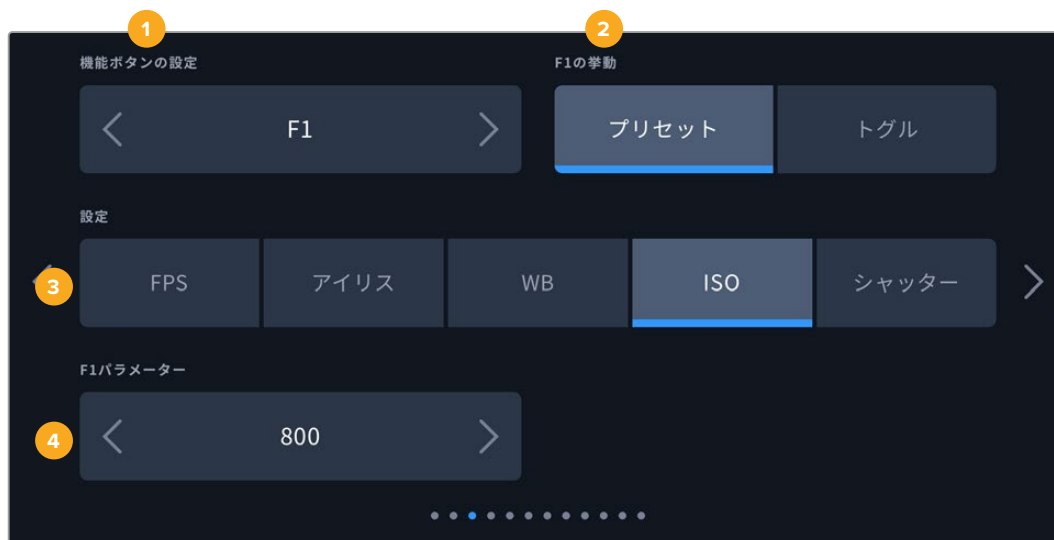 1 2
機能ボタンの設定 F1の挙動
F1 プリセット トグル
設定
3 FPS アイリス WB ISO シャッター
F1パラメーター
4 800